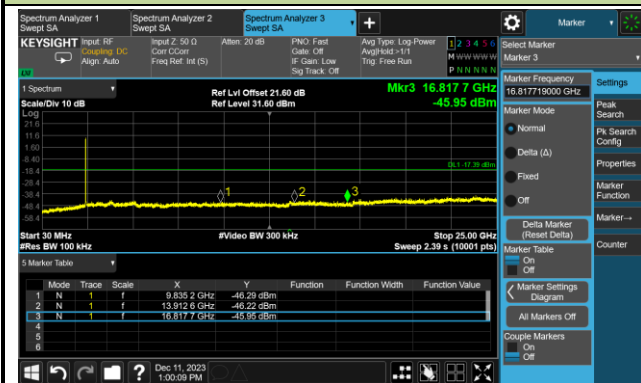 Spectrum Analyzer 1
Swept SA
Spectrum Analyzer 2
Swept SA
Spectrum Analyzer 3
Swept SA
+
Marker
KEYSIGHT
Input: RF
Coupling: DC
Align: Auto
Input Z: 50 Ω
Corr CCorr
Freq Ref: Int (S)
Atten: 20 dB
PNO: Fast
Gate: Off
IF Gain: Low
Sig Track: Off
Avg Type: Log-Power
Avg|Hold:>1/1
Trig: Free Run
1 2 3 4 5 6
M W W W W W
P N N N N N
Select Marker
Marker 3
1 Spectrum
Scale/Div 10 dB
Log
Ref Lvl Offset 21.60 dB
Ref Level 31.60 dBm
Mkr3 16.817 7 GHz
-45.95 dBm
21.6
11.6
1.60
-8.40
-18.4
-28.4
-38.4
-48.4
-58.4
DL1 -17.29 dBm
1
2
3
Start 30 MHz
#Res BW 100 kHz
#Video BW 300 kHz
Stop 25.00 GHz
Sweep 2.39 s (10001 pts)
5 Marker Table
Mode Trace Scale X Y Function Function Width Function Value
1 N 1 f 9.835 2 GHz -46.29 dBm
2 N 1 f 13.912 6 GHz -46.22 dBm
3 N 1 f 16.817 7 GHz -45.95 dBm
4
5
6
Marker Frequency
16.817719000 GHz
Marker Mode
Normal
Delta (Δ)
Fixed
Off
Delta Marker
(Reset Delta)
Marker Table
On
Off
Marker Settings
Diagram
All Markers Off
Couple Markers
On
Off
Settings
Peak
Search
Pk Search
Config
Properties
Marker
Function
Marker→
Counter
?
Dec 11, 2023
1:00:09 PM